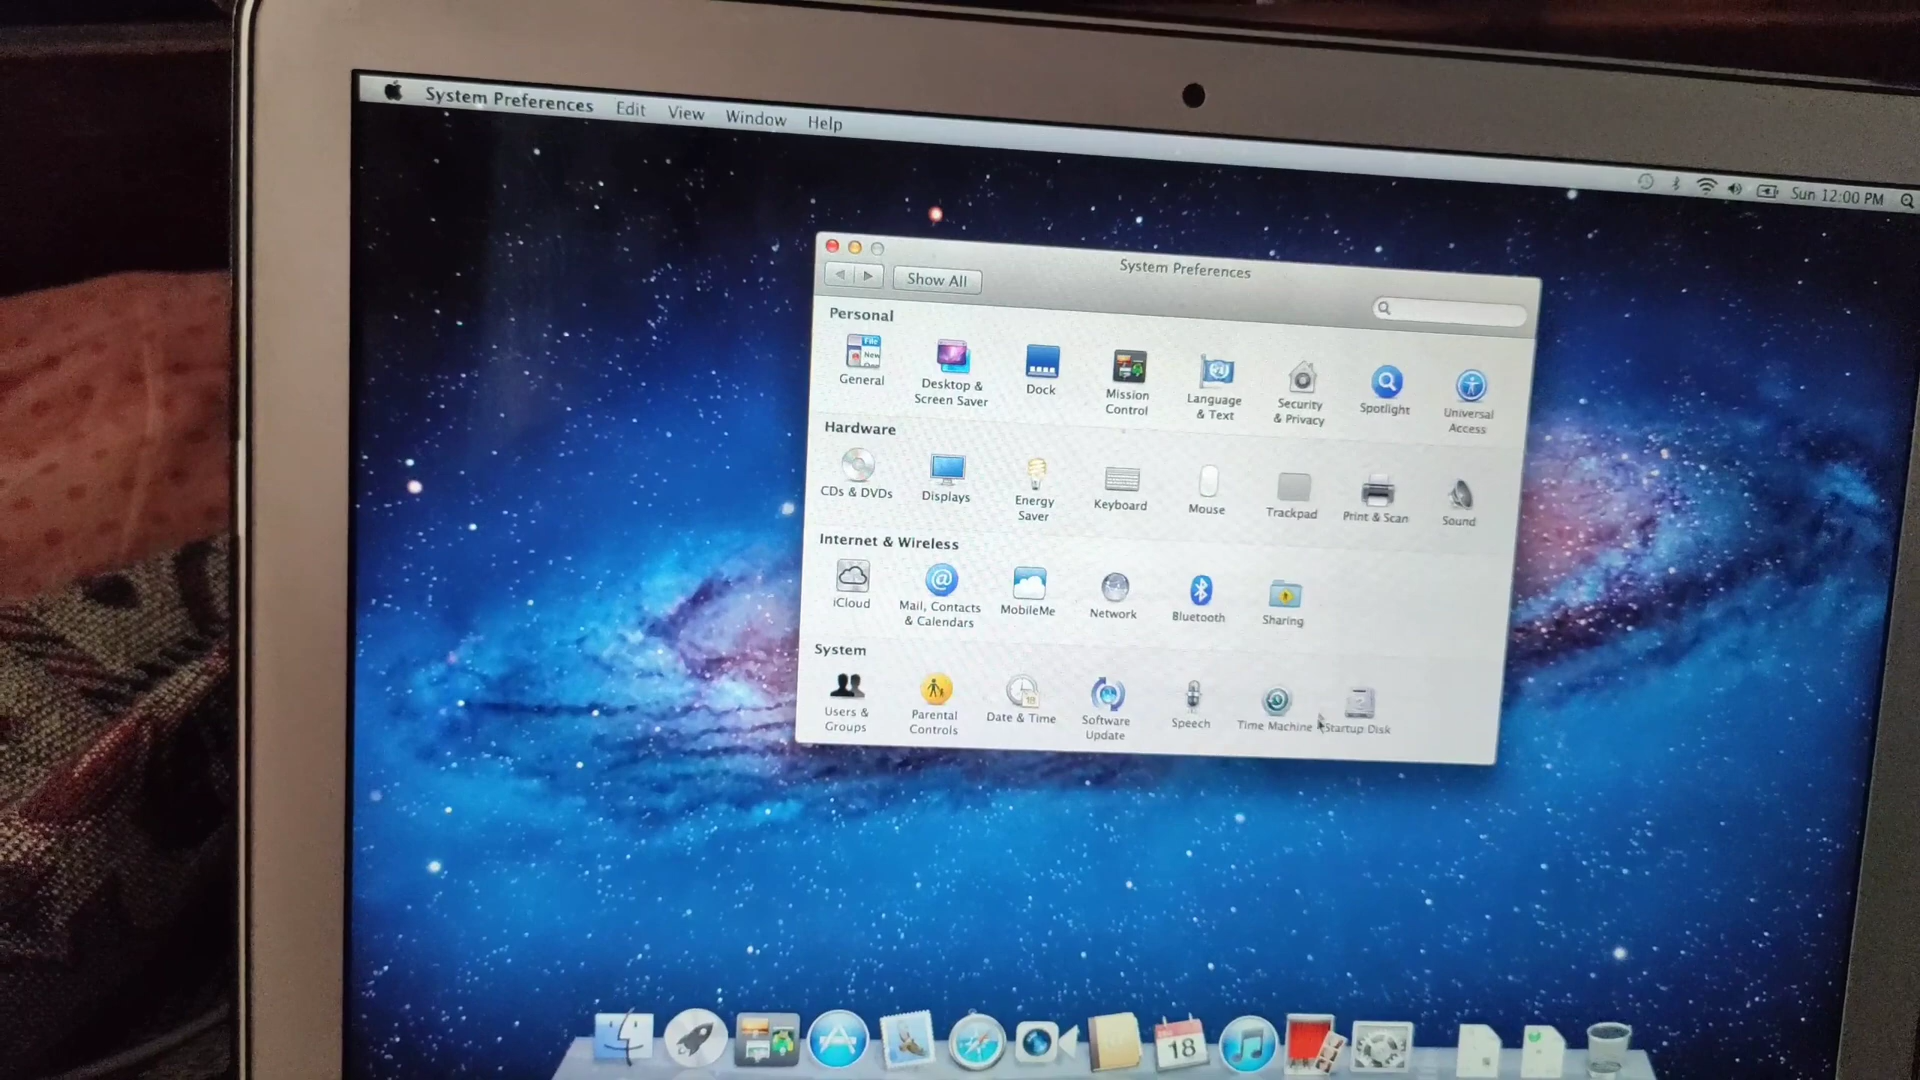 System Preferences Edit View Window Help
Sun 12:00 PM
System Preferences
Show All
Personal
General
Desktop &
Screen Saver
Dock
Mission
Control
Language
& Text
Security
& Privacy
Spotlight
Universal
Access
Hardware
CDs & DVDs
Displays
Energy
Saver
Keyboard
Mouse
Trackpad
Print & Scan
Sound
Internet & Wireless
iCloud
Mail, Contacts
& Calendars
MobileMe
Network
Bluetooth
Sharing
System
Users &
Groups
Parental
Controls
Date & Time
Software
Update
Speech
Time Machine
Startup Disk
File
New
18
18